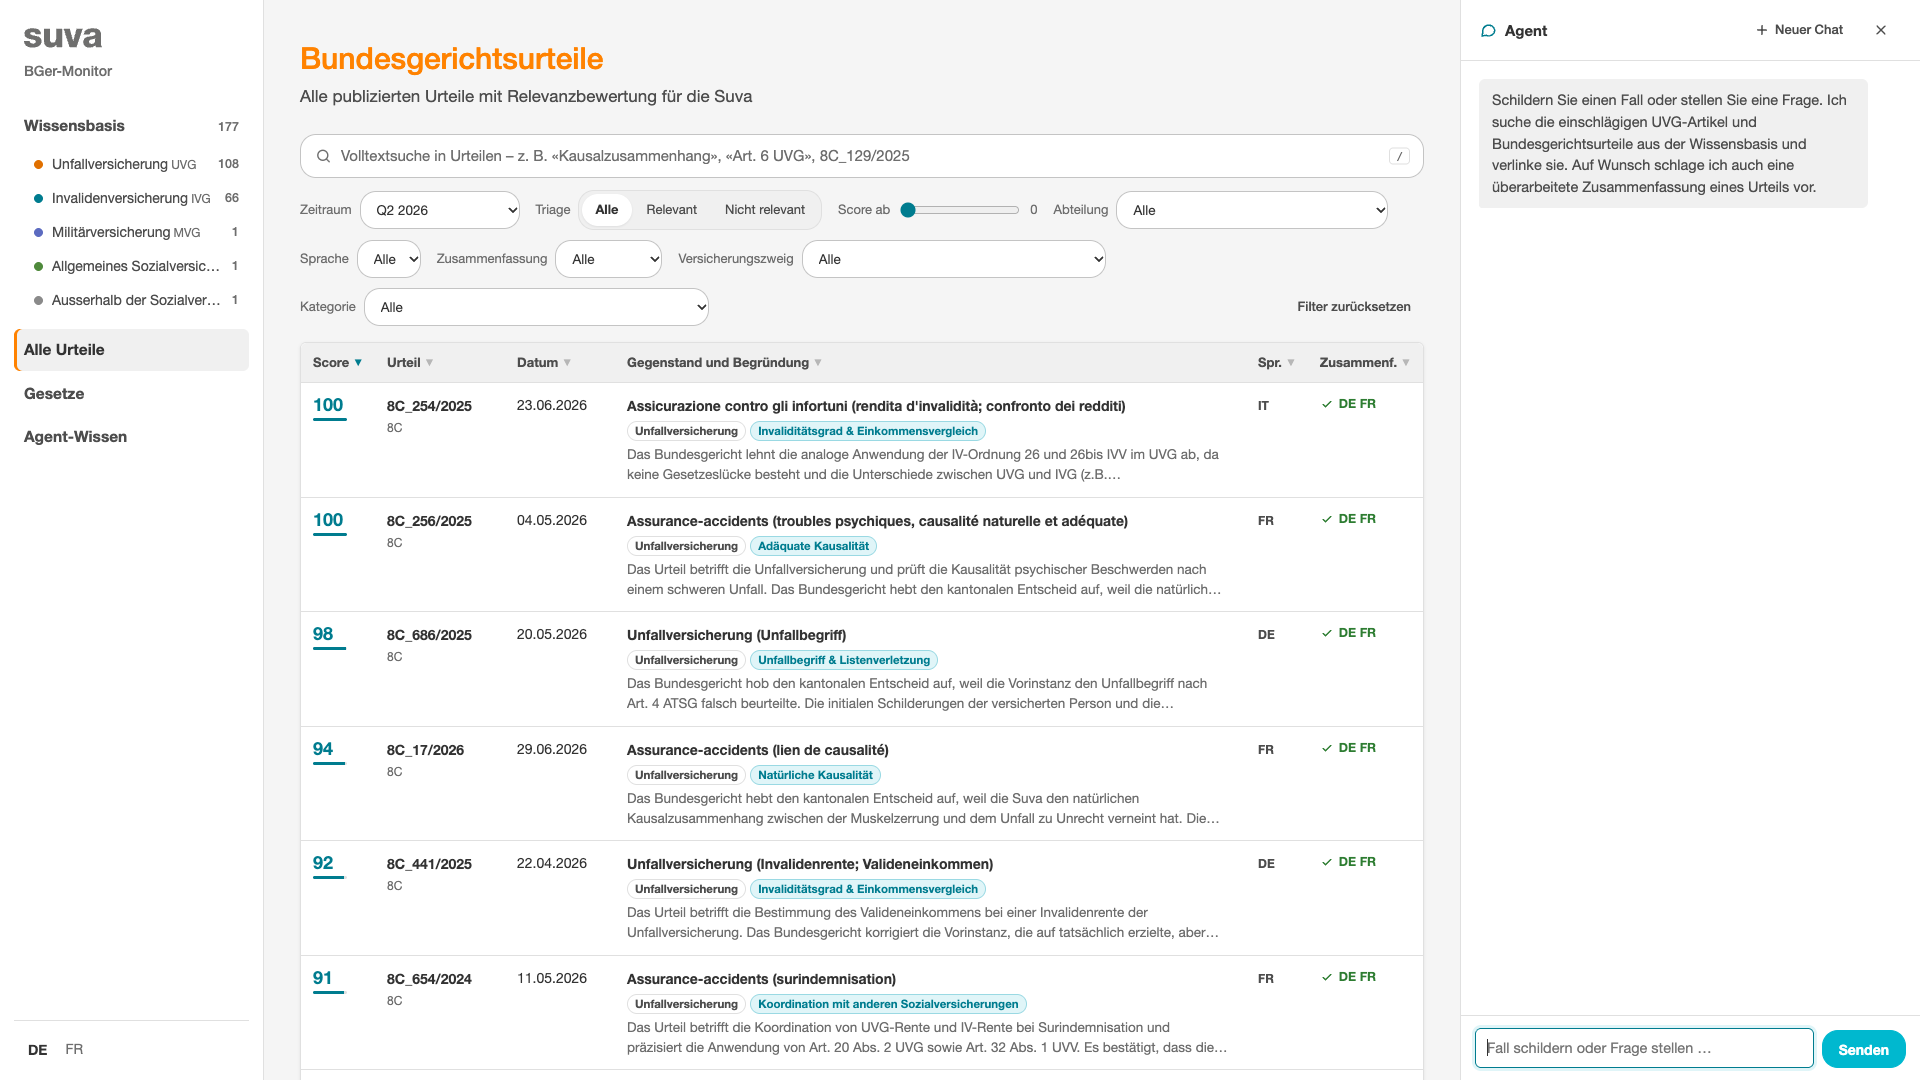 suva
BGer-Monitor
Wissensbasis 177
Unfallversicherung UVG 108
Invalidenversicherung IVG 66
Militärversicherung MVG 1
Allgemeines Sozialversic... 1
Ausserhalb der Sozialver... 1
Alle Urteile
Gesetze
Agent-Wissen
DE FR
Bundesgerichtsurteile
Alle publizierten Urteile mit Relevanzbewertung für die Suva
Volltextsuche in Urteilen – z. B. «Kausalzusammenhang», «Art. 6 UVG», 8C_129/2025 /
Zeitraum Q2 2026 Triage Alle Relevant Nicht relevant Score ab 0 Abteilung Alle
Sprache Alle Zusammenfassung Alle Versicherungszweig Alle
Kategorie Alle Filter zurücksetzen
Score ▼ Urteil ▼ Datum ▼ Gegenstand und Begründung ▼ Spr. ▼ Zusammenf. ▼
100 8C_254/2025 23.06.2026 Assicurazione contro gli infortuni (rendita d'invalidità; confronto dei redditi) IT ✓ DE FR
8C Unfallversicherung Invaliditätsgrad & Einkommensvergleich
Das Bundesgericht lehnt die analoge Anwendung der IV-Ordnung 26 und 26bis IVV im UVG ab, da
keine Gesetzeslücke besteht und die Unterschiede zwischen UVG und IVG (z.B....
100 8C_256/2025 04.05.2026 Assurance-accidents (troubles psychiques, causalité naturelle et adéquate) FR ✓ DE FR
8C Unfallversicherung Adäquate Kausalität
Das Urteil betrifft die Unfallversicherung und prüft die Kausalität psychischer Beschwerden nach
einem schweren Unfall. Das Bundesgericht hebt den kantonalen Entscheid auf, weil die natürlich...
98 8C_686/2025 20.05.2026 Unfallversicherung (Unfallbegriff) DE ✓ DE FR
8C Unfallversicherung Unfallbegriff & Listenverletzung
Das Bundesgericht hob den kantonalen Entscheid auf, weil die Vorinstanz den Unfallbegriff nach
Art. 4 ATSG falsch beurteilte. Die initialen Schilderungen der versicherten Person und die...
94 8C_17/2026 29.06.2026 Assurance-accidents (lien de causalité) FR ✓ DE FR
8C Unfallversicherung Natürliche Kausalität
Das Bundesgericht hebt den kantonalen Entscheid auf, weil die Suva den natürlichen
Kausalzusammenhang zwischen der Muskelzerrung und dem Unfall zu Unrecht verneint hat. Die...
92 8C_441/2025 22.04.2026 Unfallversicherung (Invalidenrente; Valideneinkommen) DE ✓ DE FR
8C Unfallversicherung Invaliditätsgrad & Einkommensvergleich
Das Urteil betrifft die Bestimmung des Valideneinkommens bei einer Invalidenrente der
Unfallversicherung. Das Bundesgericht korrigiert die Vorinstanz, die auf tatsächlich erzielte, aber...
91 8C_654/2024 11.05.2026 Assurance-accidents (surindemnisation) FR ✓ DE FR
8C Unfallversicherung Koordination mit anderen Sozialversicherungen
Das Urteil betrifft die Koordination von UVG-Rente und IV-Rente bei Surindemnisation und
präzisiert die Anwendung von Art. 20 Abs. 2 UVG sowie Art. 32 Abs. 1 UVV. Es bestätigt, dass die...
Agent + Neuer Chat ×
Schildern Sie einen Fall oder stellen Sie eine Frage. Ich
suche die einschlägigen UVG-Artikel und
Bundesgerichtsurteile aus der Wissensbasis und
verlinke sie. Auf Wunsch schlage ich auch eine
überarbeitete Zusammenfassung eines Urteils vor.
Fall schildern oder Frage stellen ... Senden